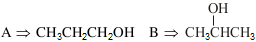 OH
A ⇒ CH₃CH₂CH₂OH B ⇒ CH₃CHCH₃